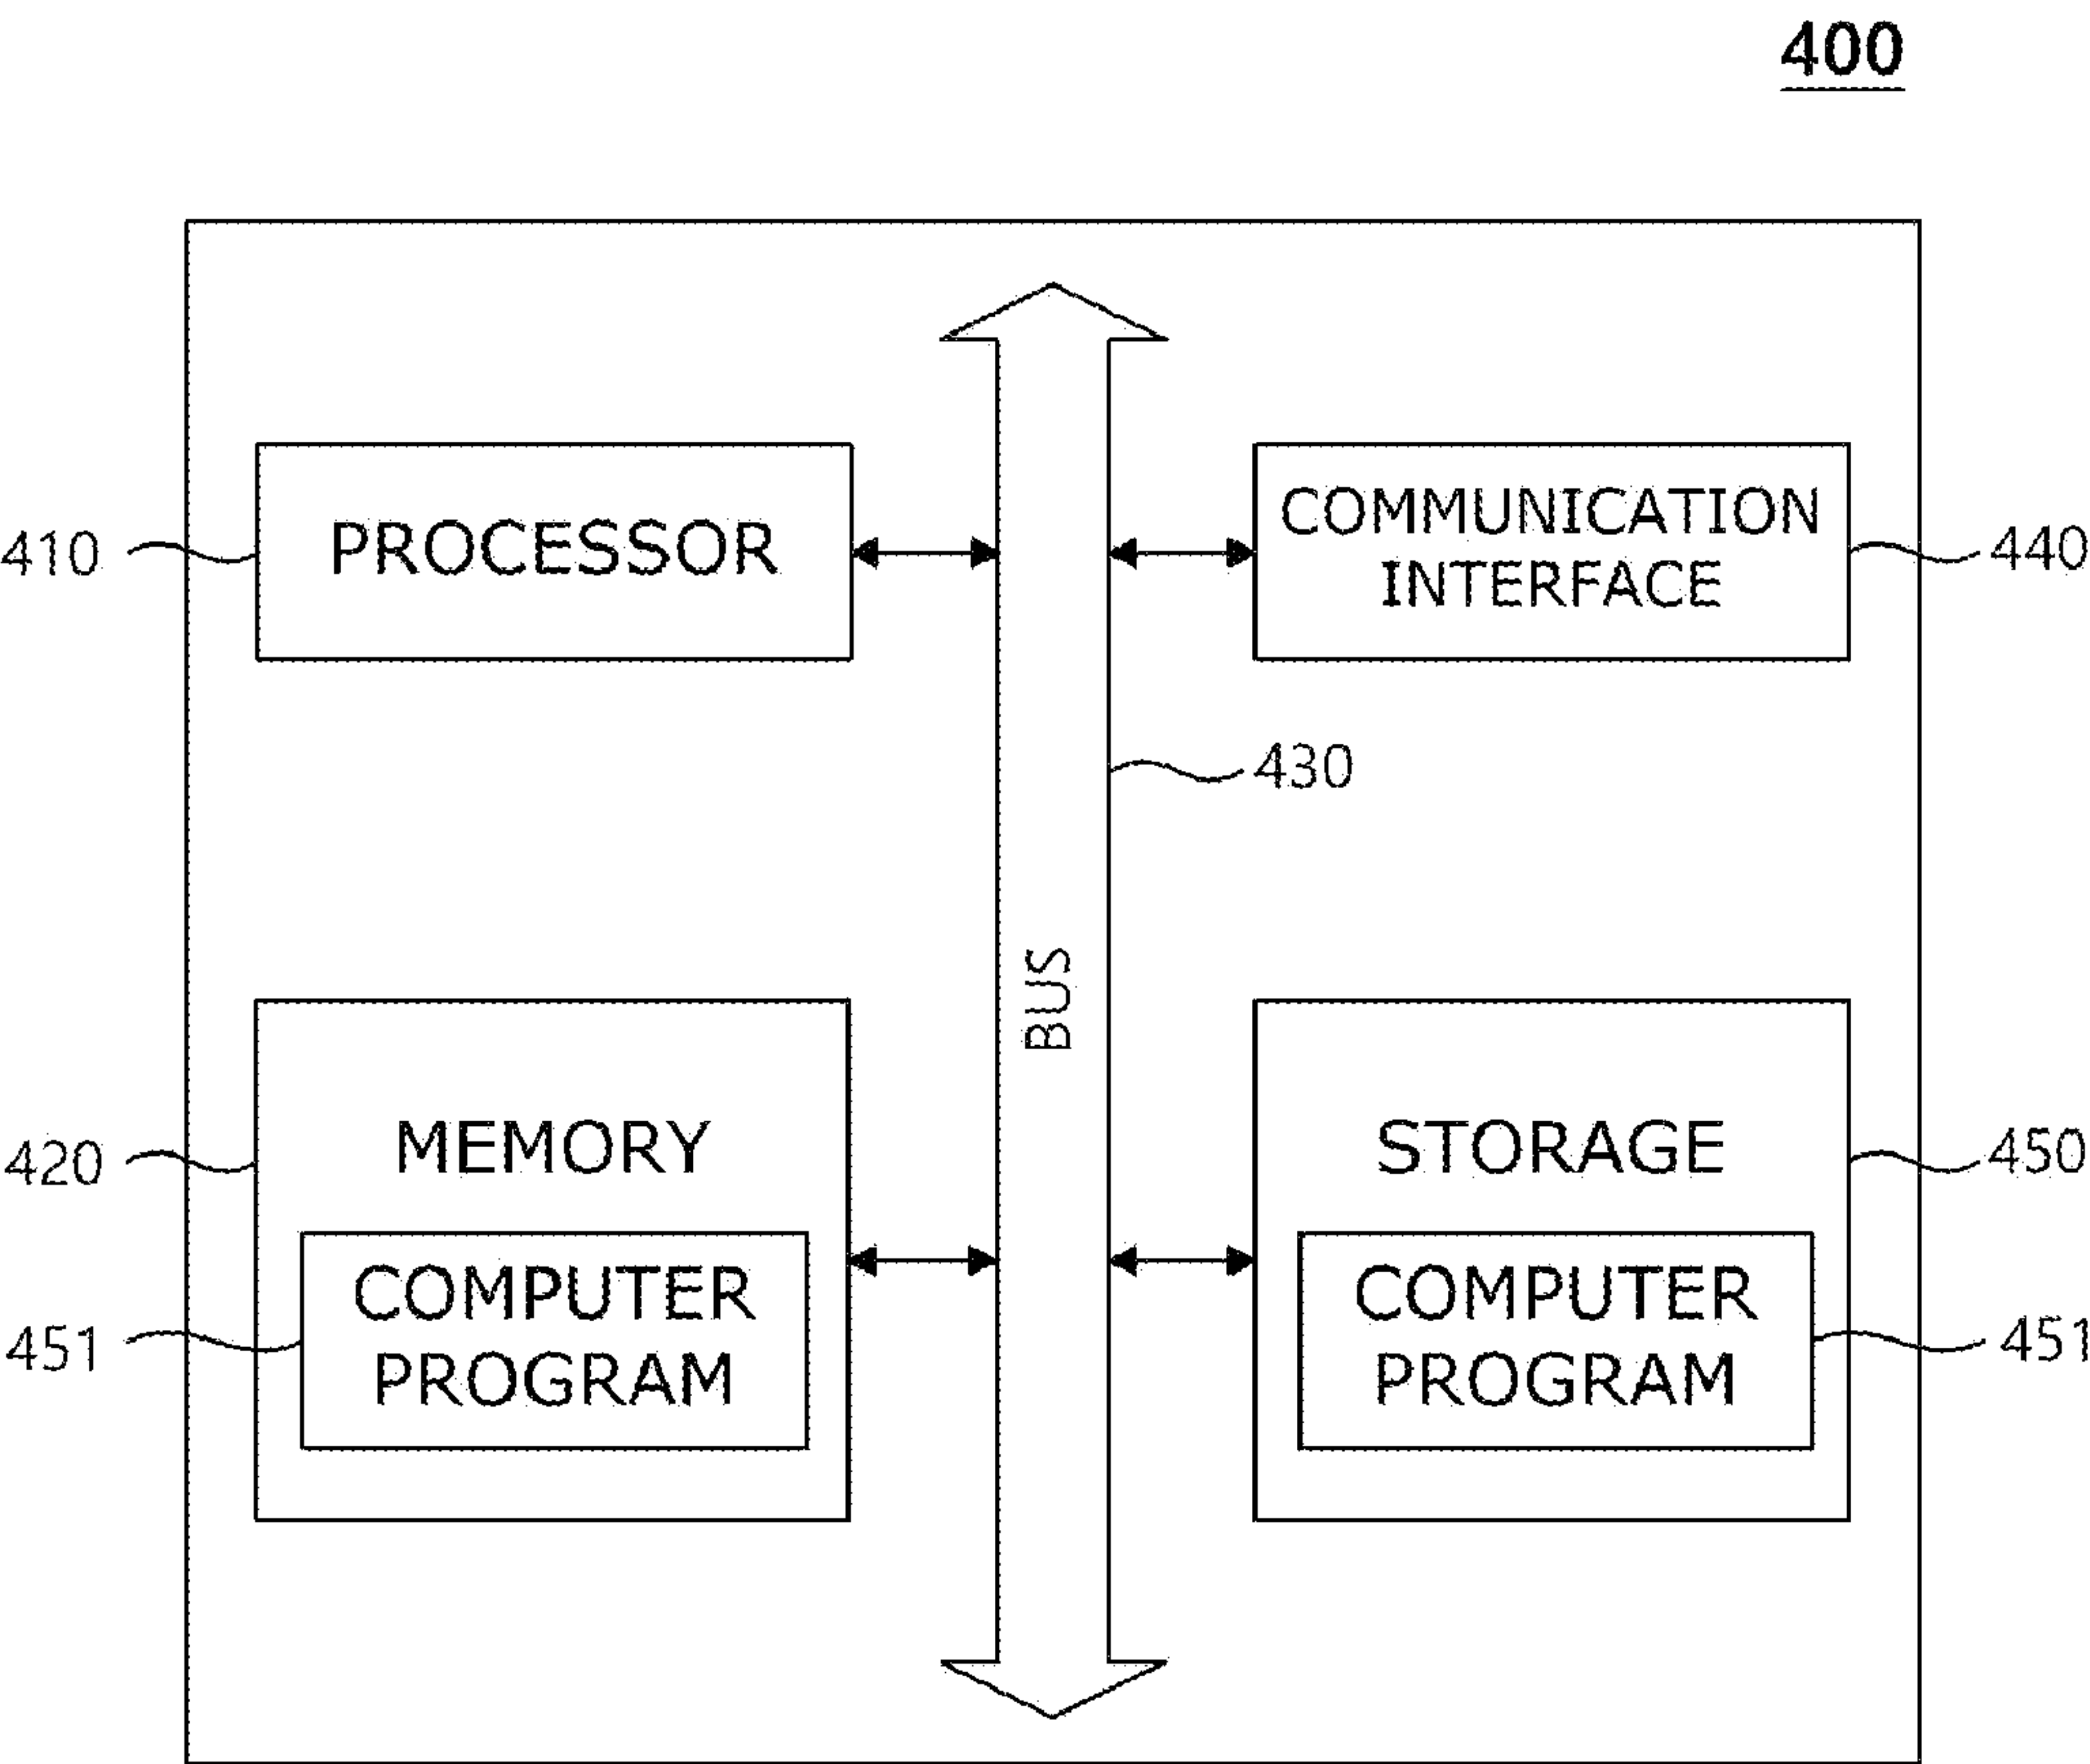 400
410
PROCESSOR
COMMUNICATION
INTERFACE
440
430
BUS
420
MEMORY
STORAGE
450
451
COMPUTER
PROGRAM
COMPUTER
PROGRAM
451